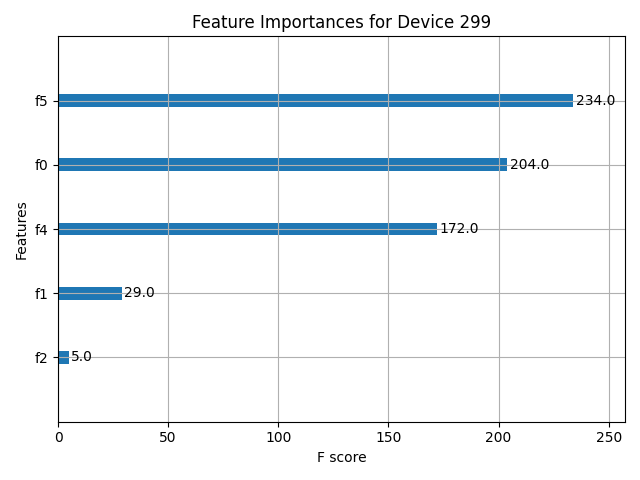 Feature Importances for Device 299
f5
234.0
f0
204.0
f4
172.0
f1
29.0
f2
5.0
0 50 100 150 200 250
F score
Features